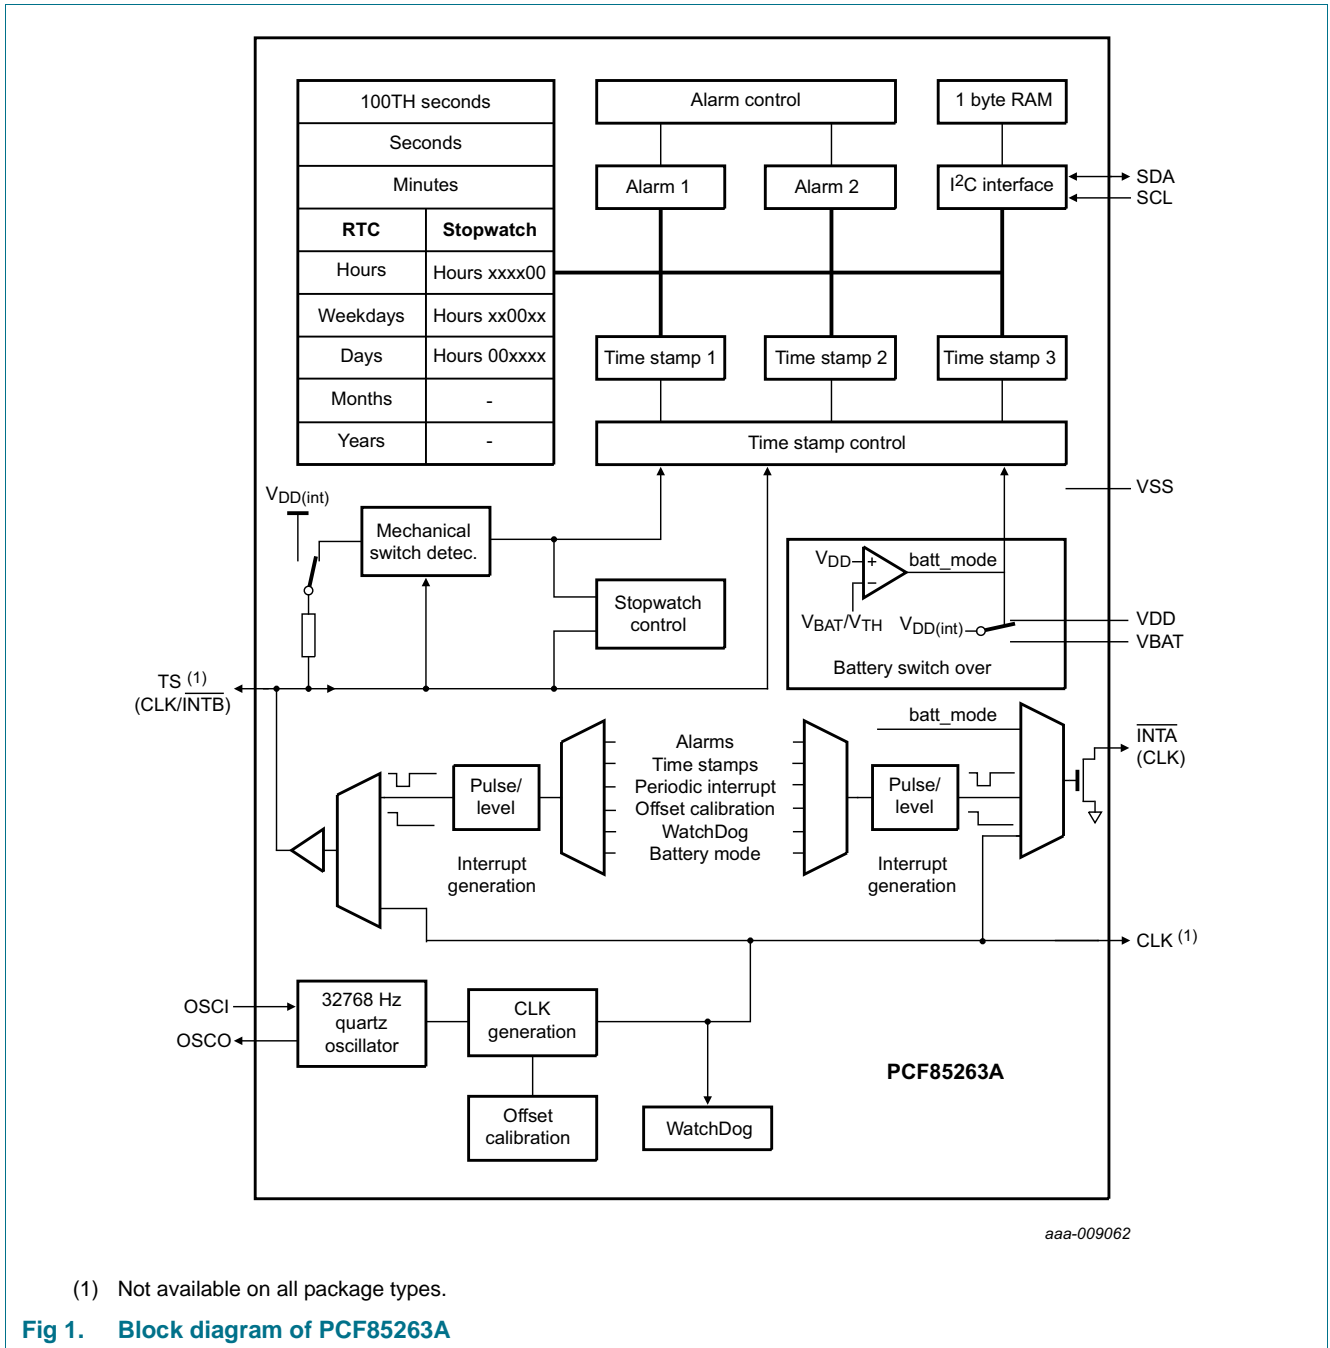 100TH seconds
Seconds
Minutes
RTC Stopwatch
Hours Hours xxxx00
Weekdays Hours xx00xx
Days Hours 00xxxx
Months -
Years -
Alarm control
1 byte RAM
Alarm 1
Alarm 2
I2C interface
SDA
SCL
Time stamp 1
Time stamp 2
Time stamp 3
Time stamp control
VSS
VDD(int)
Mechanical
switch detec.
Stopwatch
control
VDD
+
−
batt_mode
VBAT/VTH
VDD(int)
Battery switch over
VDD
VBAT
TS (1)
(CLK/INTB)
batt_mode
INTA
(CLK)
Pulse/
level
Interrupt
generation
Alarms
Time stamps
Periodic interrupt
Offset calibration
WatchDog
Battery mode
Pulse/
level
Interrupt
generation
CLK (1)
OSCI
OSCO
32768 Hz
quartz
oscillator
CLK
generation
Offset
calibration
WatchDog
PCF85263A
aaa-009062
(1) Not available on all package types.
Fig 1. Block diagram of PCF85263A